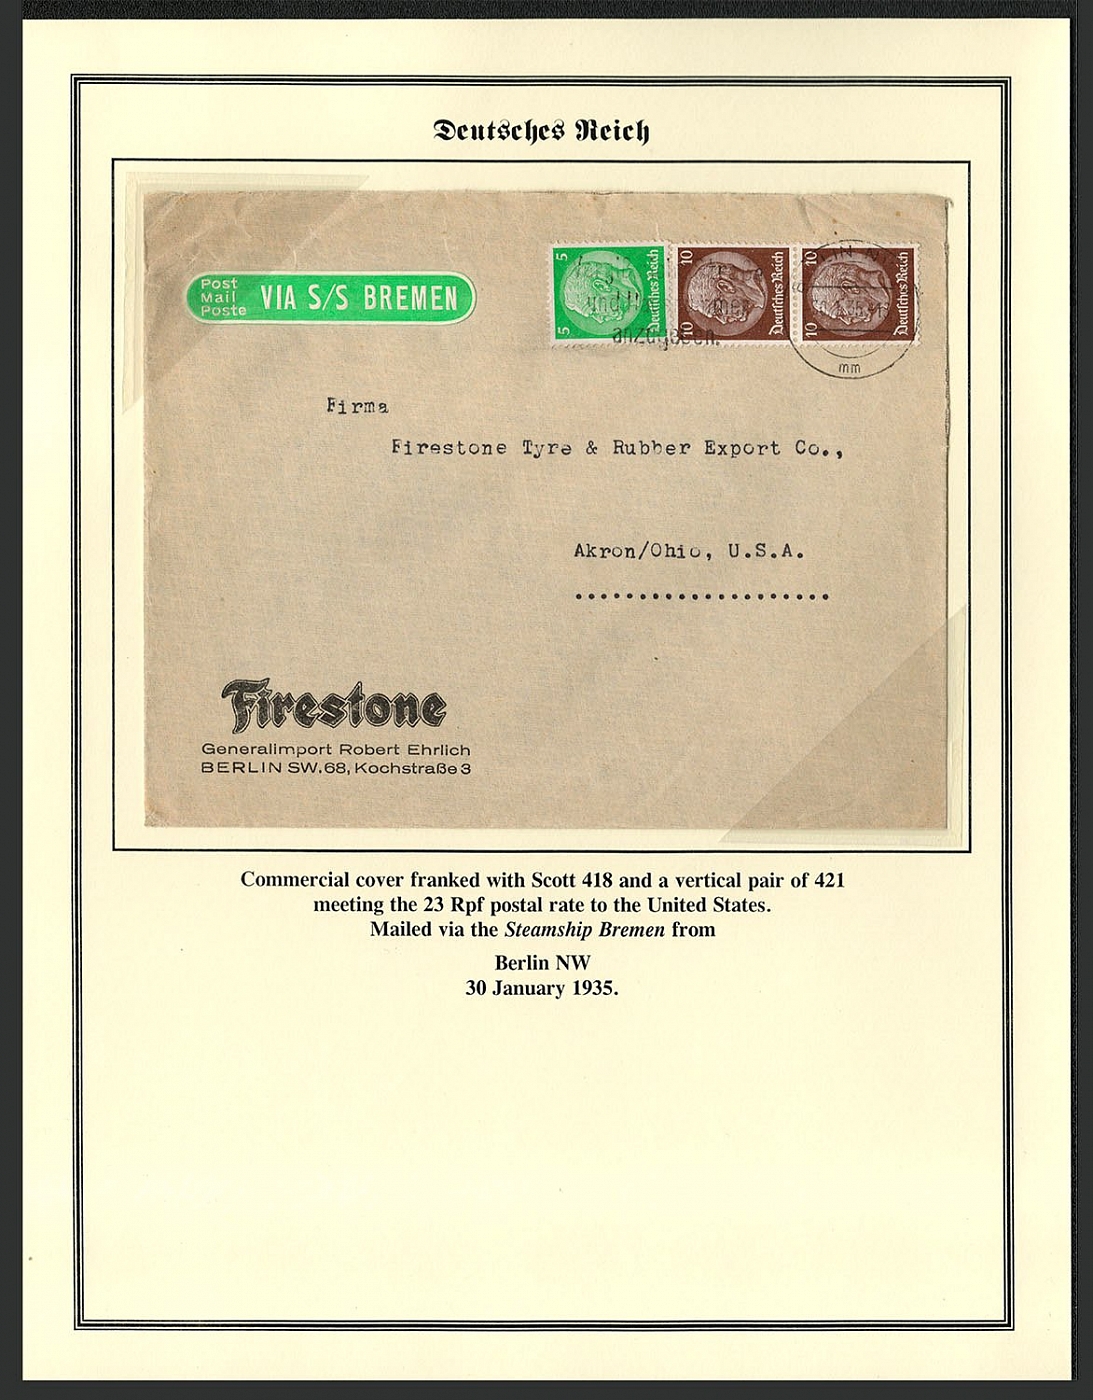 Deutsches Reich
Post
Mail
Poste
VIA S/S BREMEN
5
5
Deutsches Reich
10
10
Deutsches Reich
10
10
Deutsches Reich
und
anzugeben.
mm
Firma
Firestone Tyre & Rubber Export Co.,
Akron/Ohio, U.S.A.
....................
Firestone
Generalimport Robert Ehrlich
BERLIN SW.68, Kochstraße 3
Commercial cover franked with Scott 418 and a vertical pair of 421
meeting the 23 Rpf postal rate to the United States.
Mailed via the Steamship Bremen from
Berlin NW
30 January 1935.